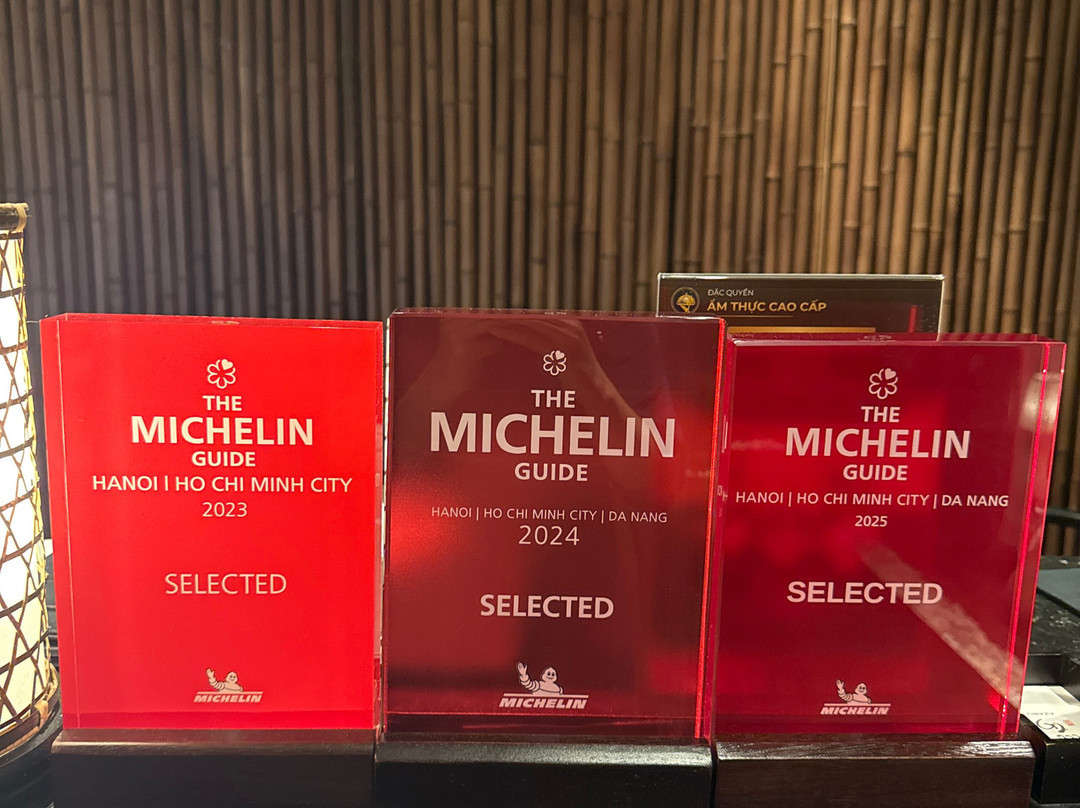 ĐẶC QUYỀN
ẨM THỰC CAO CẤP
THE
MICHELIN
GUIDE
HANOI | HO CHI MINH CITY
2023
SELECTED
MICHELIN
THE
MICHELIN
GUIDE
HANOI | HO CHI MINH CITY | DA NANG
2024
SELECTED
MICHELIN
THE
MICHELIN
GUIDE
HANOI | HO CHI MINH CITY | DA NANG
2025
SELECTED
MICHELIN